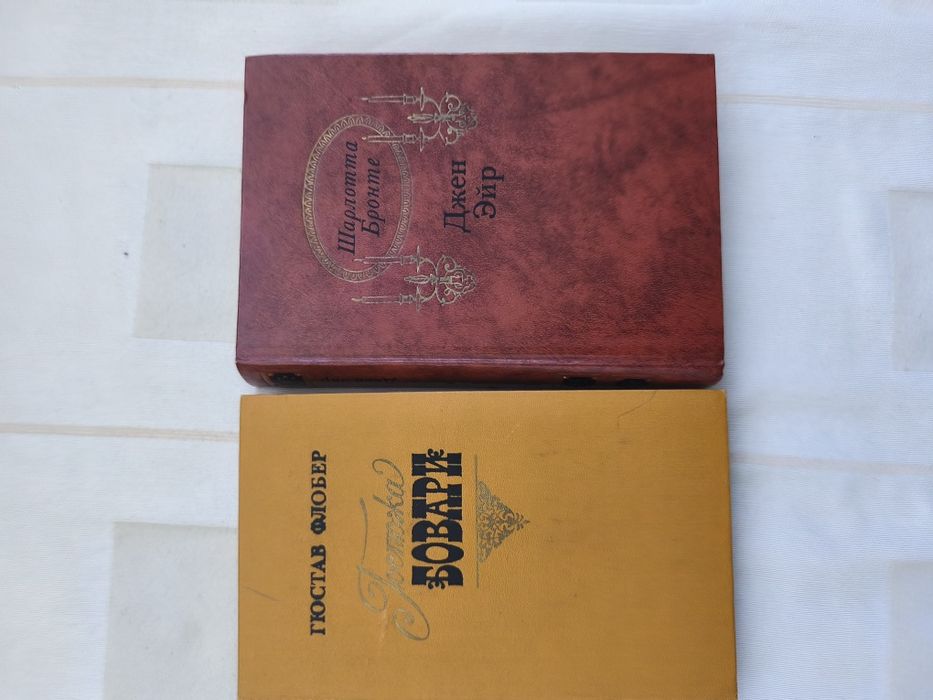 Шарлотта
Бронте
Джен
Эйр
ГЮСТАВ ФЛОБЕР
Госпожа
БОВАРИ